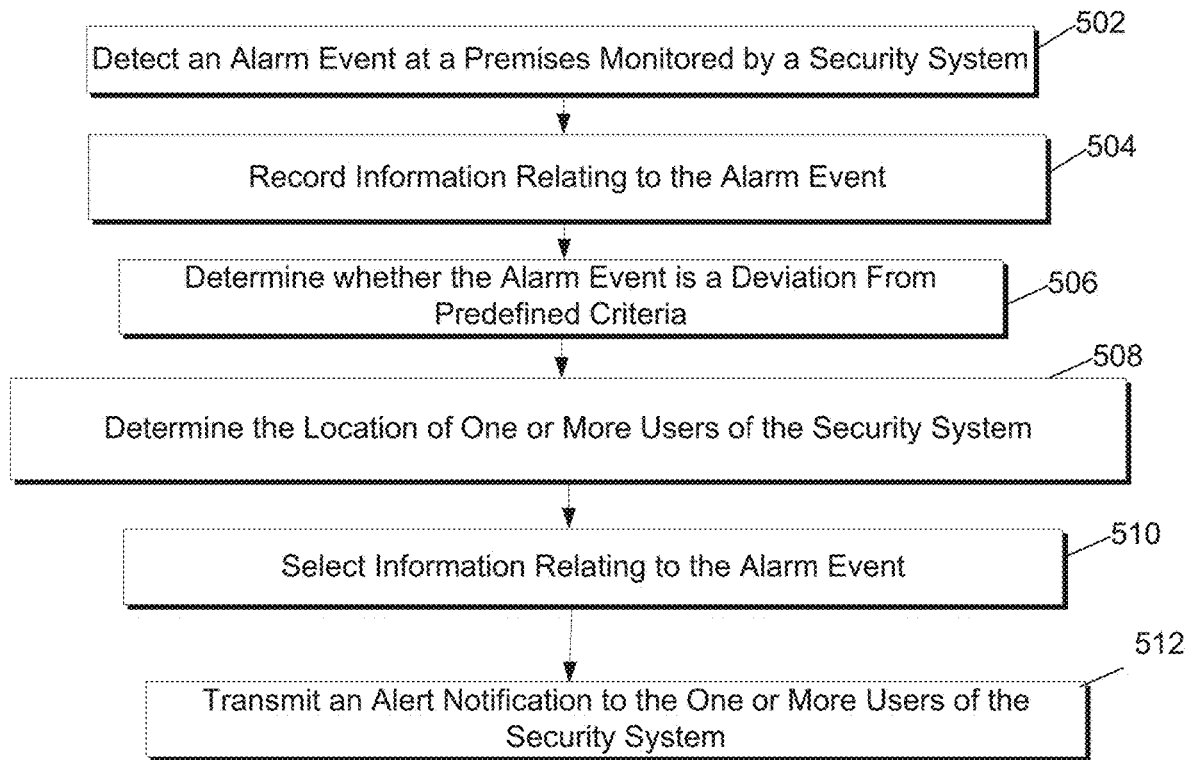 502
Detect an Alarm Event at a Premises Monitored by a Security System
504
Record Information Relating to the Alarm Event
506
Determine whether the Alarm Event is a Deviation From
Predefined Criteria
508
Determine the Location of One or More Users of the Security System
510
Select Information Relating to the Alarm Event
512
Transmit an Alert Notification to the One or More Users of the
Security System